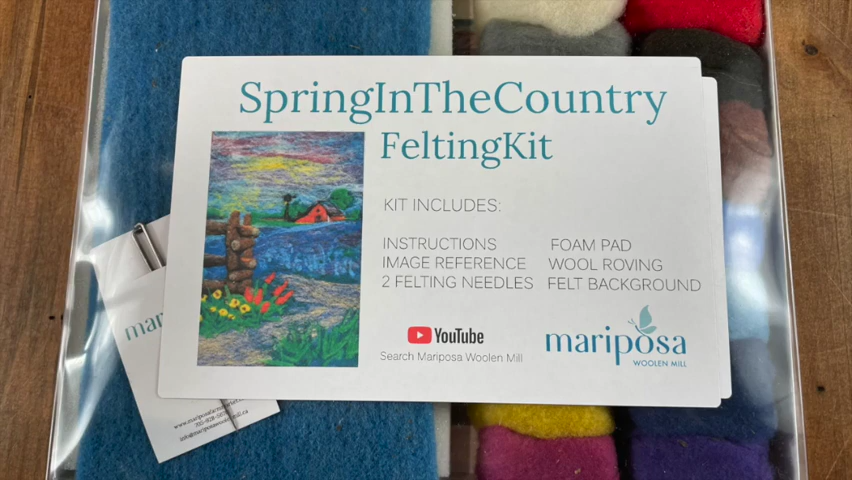 SpringInTheCountry
FeltingKit
KIT INCLUDES:
INSTRUCTIONS
IMAGE REFERENCE
2 FELTING NEEDLES
FOAM PAD
WOOL ROVING
FELT BACKGROUND
YouTube
Search Mariposa Woolen Mill
mariposa
WOOLEN MILL
mar